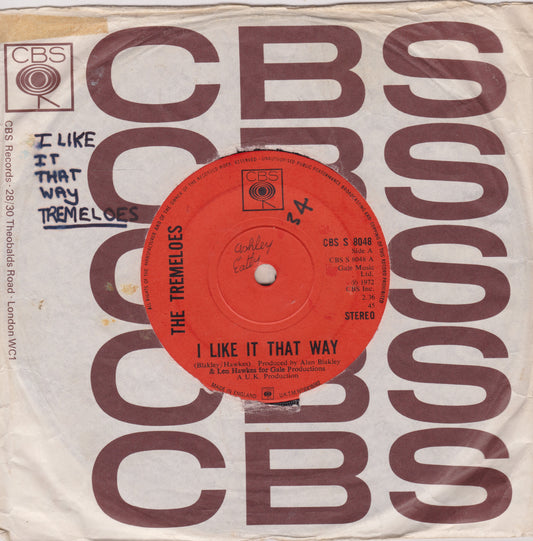 CBS
CBS
CBS
CBS
CBS
CBS
CBS Records · 28/30 Theobalds Road · London WC1
I LIKE
IT
THAT
WAY
TREMELOES
CBS
34
ashley
THE TREMELOES
CBS S 8048
Side A
CBS S 8048 A
Gale Music
Ltd.
℗ 1972
CBS Inc.
2.36
45
STEREO
I LIKE IT THAT WAY
(Blakley/Hawkes) Produced by Alan Blakley
& Len Hawkes for Gale Productions
A U.K. Production
MADE IN ENGLAND